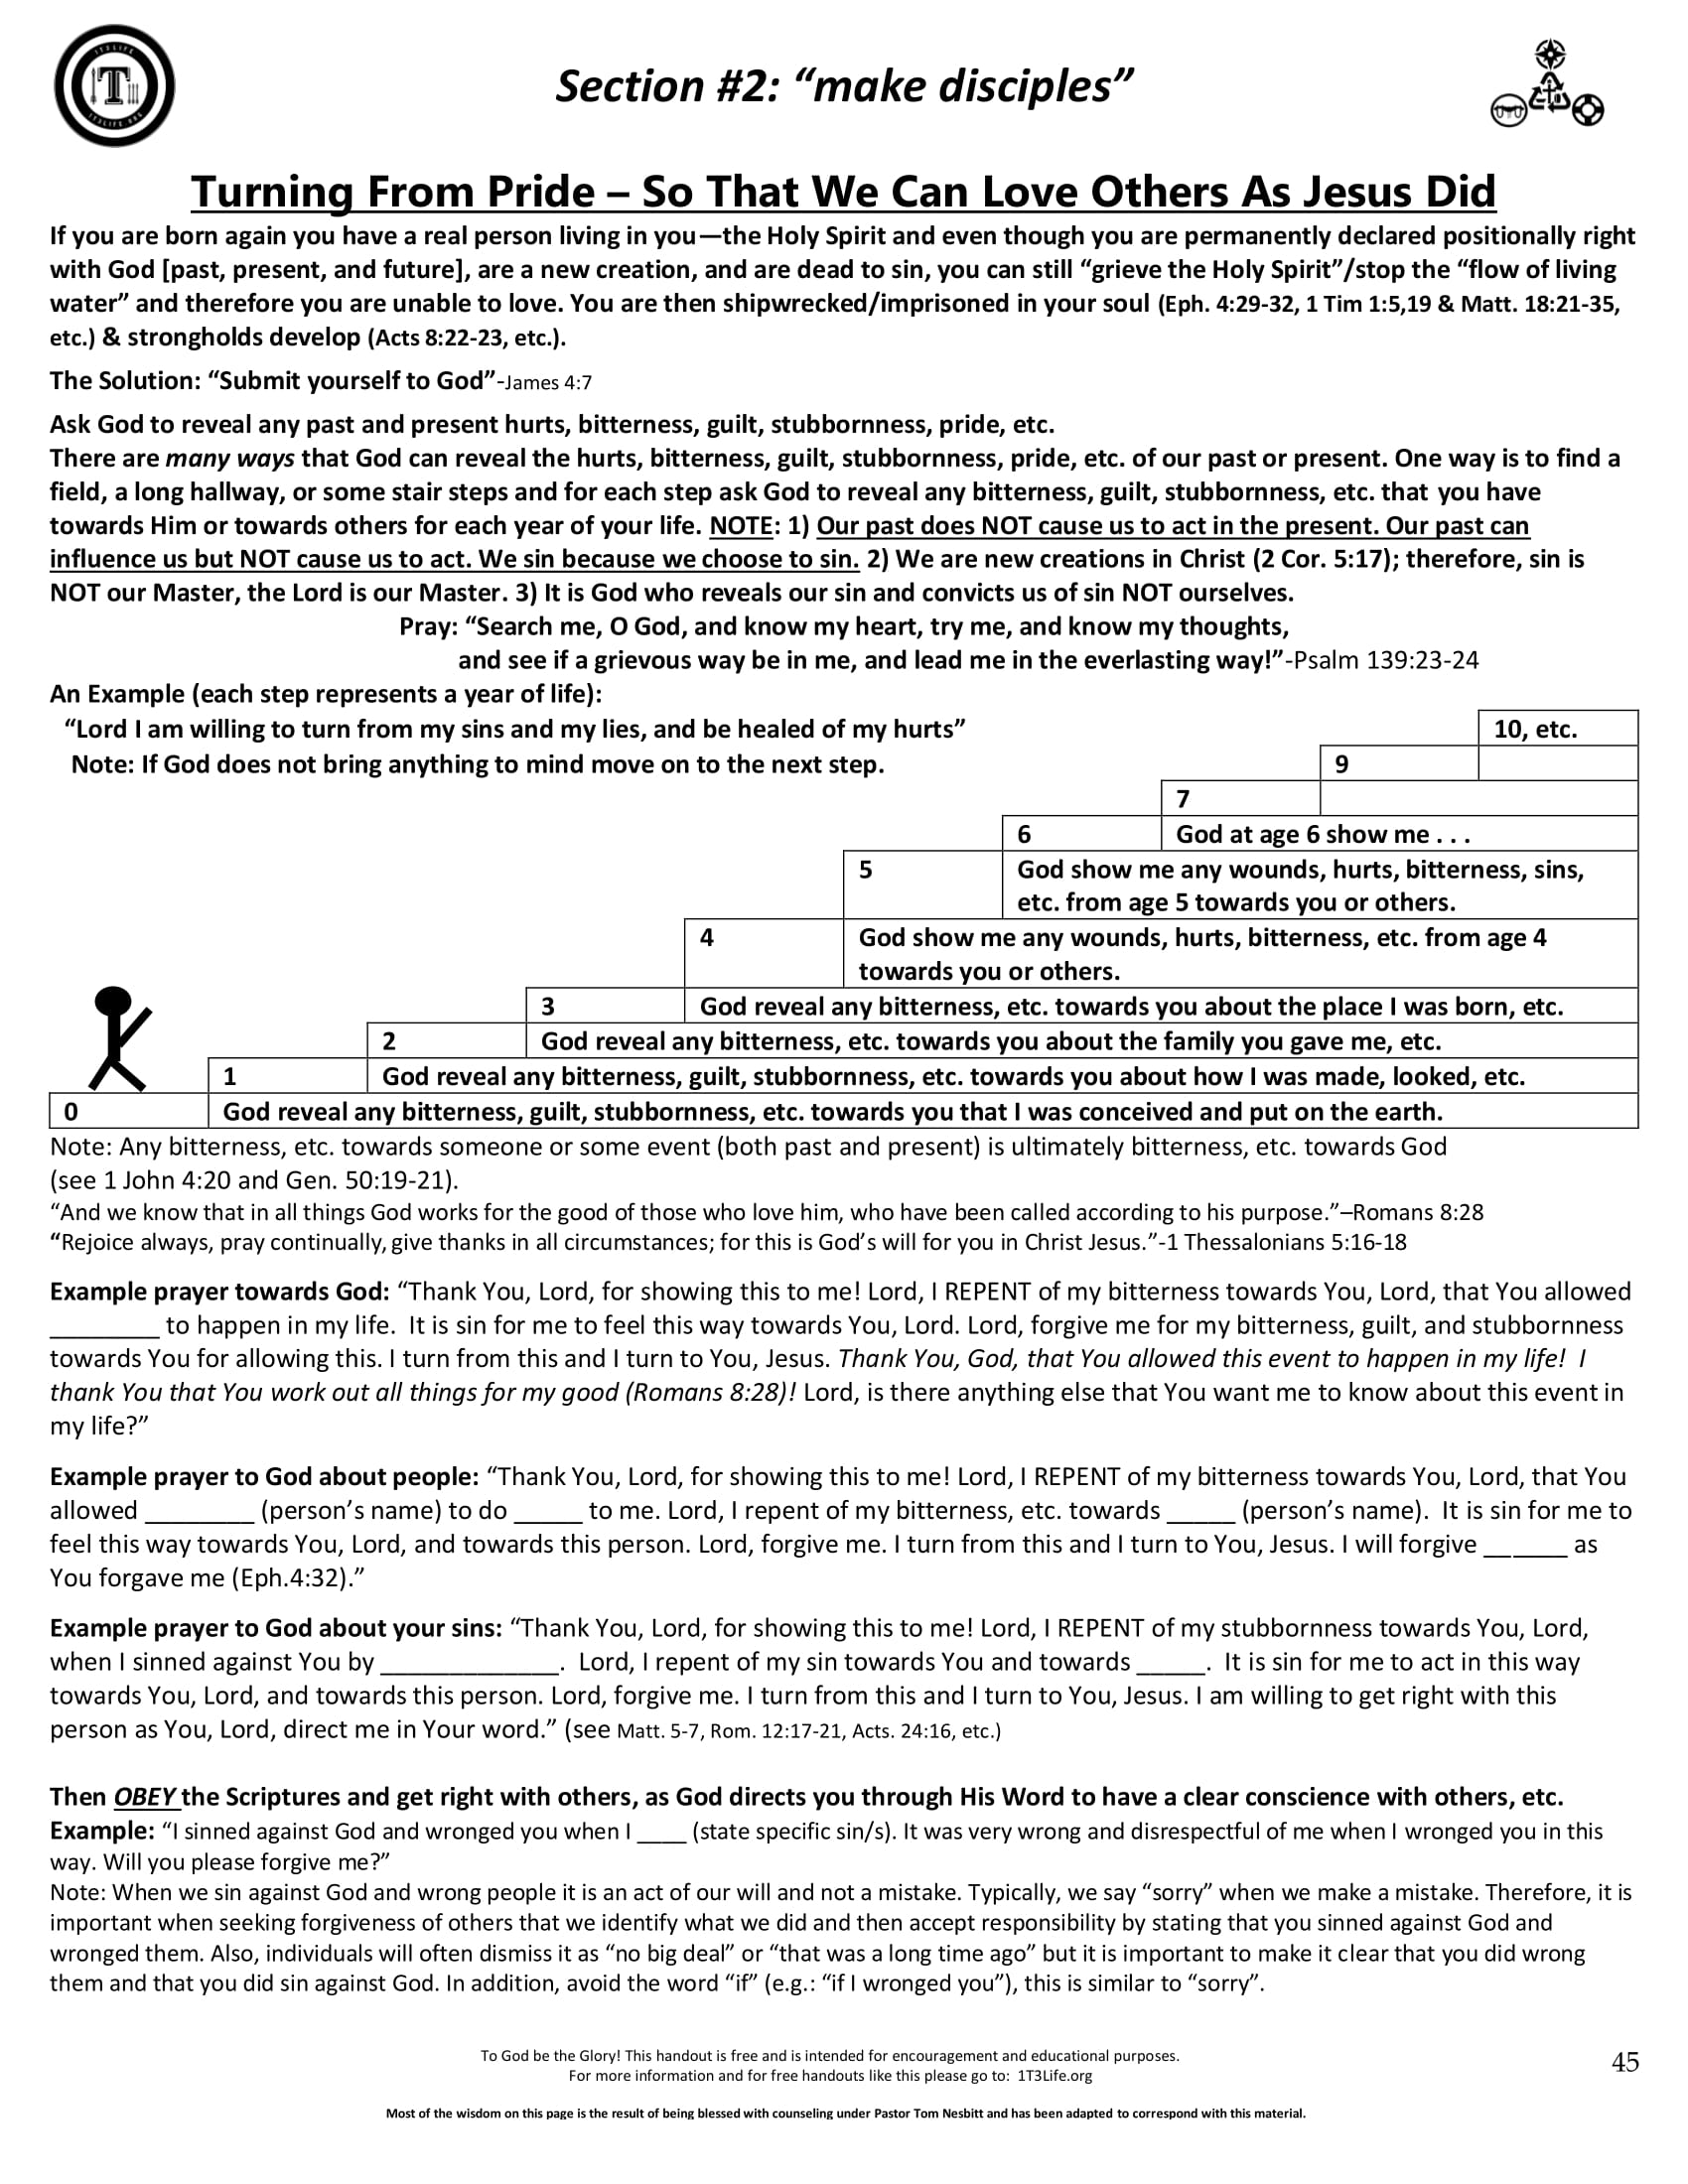 1T3LIFE
T
1T3LIFE.ORG
Section #2: “make disciples”
Turning From Pride – So That We Can Love Others As Jesus Did
If you are born again you have a real person living in you—the Holy Spirit and even though you are permanently declared positionally right
with God [past, present, and future], are a new creation, and are dead to sin, you can still “grieve the Holy Spirit”/stop the “flow of living
water” and therefore you are unable to love. You are then shipwrecked/imprisoned in your soul (Eph. 4:29-32, 1 Tim 1:5,19 & Matt. 18:21-35,
etc.) & strongholds develop (Acts 8:22-23, etc.).
The Solution: “Submit yourself to God”-James 4:7
Ask God to reveal any past and present hurts, bitterness, guilt, stubbornness, pride, etc.
There are many ways that God can reveal the hurts, bitterness, guilt, stubbornness, pride, etc. of our past or present. One way is to find a
field, a long hallway, or some stair steps and for each step ask God to reveal any bitterness, guilt, stubbornness, etc. that you have
towards Him or towards others for each year of your life. NOTE: 1) Our past does NOT cause us to act in the present. Our past can
influence us but NOT cause us to act. We sin because we choose to sin. 2) We are new creations in Christ (2 Cor. 5:17); therefore, sin is
NOT our Master, the Lord is our Master. 3) It is God who reveals our sin and convicts us of sin NOT ourselves.
Pray: “Search me, O God, and know my heart, try me, and know my thoughts,
and see if a grievous way be in me, and lead me in the everlasting way!”-Psalm 139:23-24
An Example (each step represents a year of life):
“Lord I am willing to turn from my sins and my lies, and be healed of my hurts” 10, etc.
Note: If God does not bring anything to mind move on to the next step. 9
7
6 God at age 6 show me . . .
5 God show me any wounds, hurts, bitterness, sins,
etc. from age 5 towards you or others.
4 God show me any wounds, hurts, bitterness, etc. from age 4
towards you or others.
3 God reveal any bitterness, etc. towards you about the place I was born, etc.
2 God reveal any bitterness, etc. towards you about the family you gave me, etc.
1 God reveal any bitterness, guilt, stubbornness, etc. towards you about how I was made, looked, etc.
0 God reveal any bitterness, guilt, stubbornness, etc. towards you that I was conceived and put on the earth.
Note: Any bitterness, etc. towards someone or some event (both past and present) is ultimately bitterness, etc. towards God
(see 1 John 4:20 and Gen. 50:19-21).
“And we know that in all things God works for the good of those who love him, who have been called according to his purpose.”–Romans 8:28
“Rejoice always, pray continually, give thanks in all circumstances; for this is God’s will for you in Christ Jesus.”-1 Thessalonians 5:16-18
Example prayer towards God: “Thank You, Lord, for showing this to me! Lord, I REPENT of my bitterness towards You, Lord, that You allowed
________ to happen in my life.  It is sin for me to feel this way towards You, Lord. Lord, forgive me for my bitterness, guilt, and stubbornness
towards You for allowing this. I turn from this and I turn to You, Jesus. Thank You, God, that You allowed this event to happen in my life!  I
thank You that You work out all things for my good (Romans 8:28)! Lord, is there anything else that You want me to know about this event in
my life?”
Example prayer to God about people: “Thank You, Lord, for showing this to me! Lord, I REPENT of my bitterness towards You, Lord, that You
allowed ________ (person’s name) to do _____ to me. Lord, I repent of my bitterness, etc. towards _____ (person’s name).  It is sin for me to
feel this way towards You, Lord, and towards this person. Lord, forgive me. I turn from this and I turn to You, Jesus. I will forgive ______ as
You forgave me (Eph.4:32).”
Example prayer to God about your sins: “Thank You, Lord, for showing this to me! Lord, I REPENT of my stubbornness towards You, Lord,
when I sinned against You by _____________.  Lord, I repent of my sin towards You and towards _____.  It is sin for me to act in this way
towards You, Lord, and towards this person. Lord, forgive me. I turn from this and I turn to You, Jesus. I am willing to get right with this
person as You, Lord, direct me in Your word.” (see Matt. 5-7, Rom. 12:17-21, Acts. 24:16, etc.)
Then OBEY the Scriptures and get right with others, as God directs you through His Word to have a clear conscience with others, etc.
Example: “I sinned against God and wronged you when I ____ (state specific sin/s). It was very wrong and disrespectful of me when I wronged you in this
way. Will you please forgive me?”
Note: When we sin against God and wrong people it is an act of our will and not a mistake. Typically, we say “sorry” when we make a mistake. Therefore, it is
important when seeking forgiveness of others that we identify what we did and then accept responsibility by stating that you sinned against God and
wronged them. Also, individuals will often dismiss it as “no big deal” or “that was a long time ago” but it is important to make it clear that you did wrong
them and that you did sin against God. In addition, avoid the word “if” (e.g.: “if I wronged you”), this is similar to “sorry”.
To God be the Glory! This handout is free and is intended for encouragement and educational purposes.
For more information and for free handouts like this please go to:  1T3Life.org
45
Most of the wisdom on this page is the result of being blessed with counseling under Pastor Tom Nesbitt and has been adapted to correspond with this material.